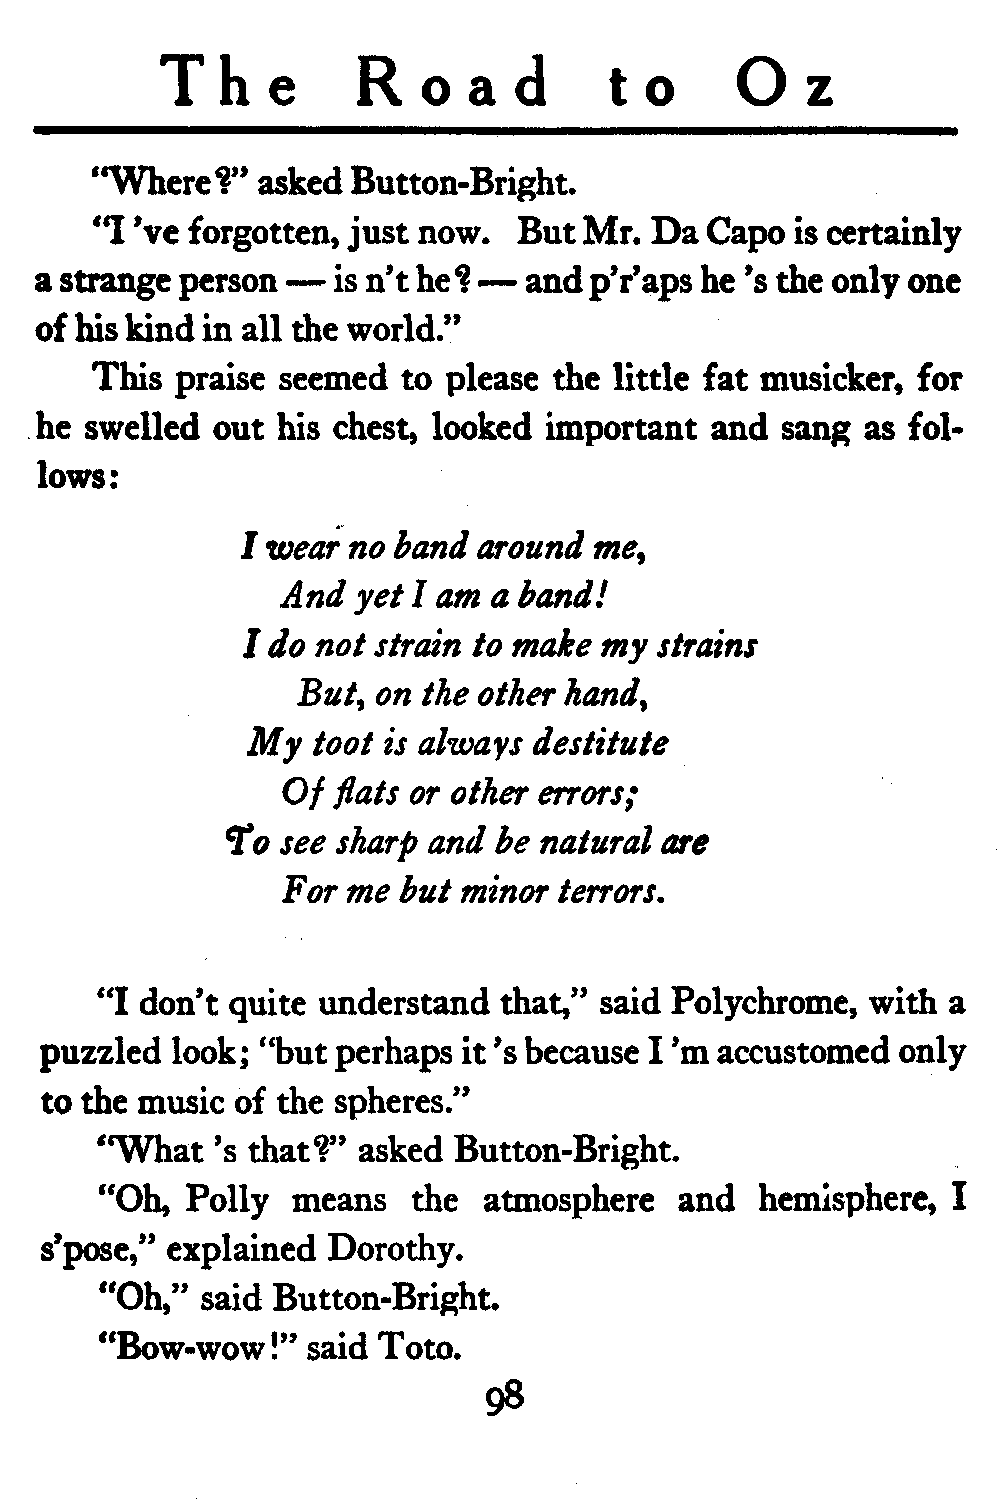 The Road to Oz
“Where?” asked Button-Bright.
“I 've forgotten, just now. But Mr. Da Capo is certainly
a strange person — is n't he? — and p'r'aps he 's the only one
of his kind in all the world.”
This praise seemed to please the little fat musicker, for
he swelled out his chest, looked important and sang as fol-
lows:
I wear no band around me,
And yet I am a band!
I do not strain to make my strains
But, on the other hand,
My toot is always destitute
Of flats or other errors;
To see sharp and be natural are
For me but minor terrors.
“I don't quite understand that,” said Polychrome, with a
puzzled look; “but perhaps it 's because I 'm accustomed only
to the music of the spheres.”
“What 's that?” asked Button-Bright.
“Oh, Polly means the atmosphere and hemisphere, I
s'pose,” explained Dorothy.
“Oh,” said Button-Bright.
“Bow-wow!” said Toto.
98